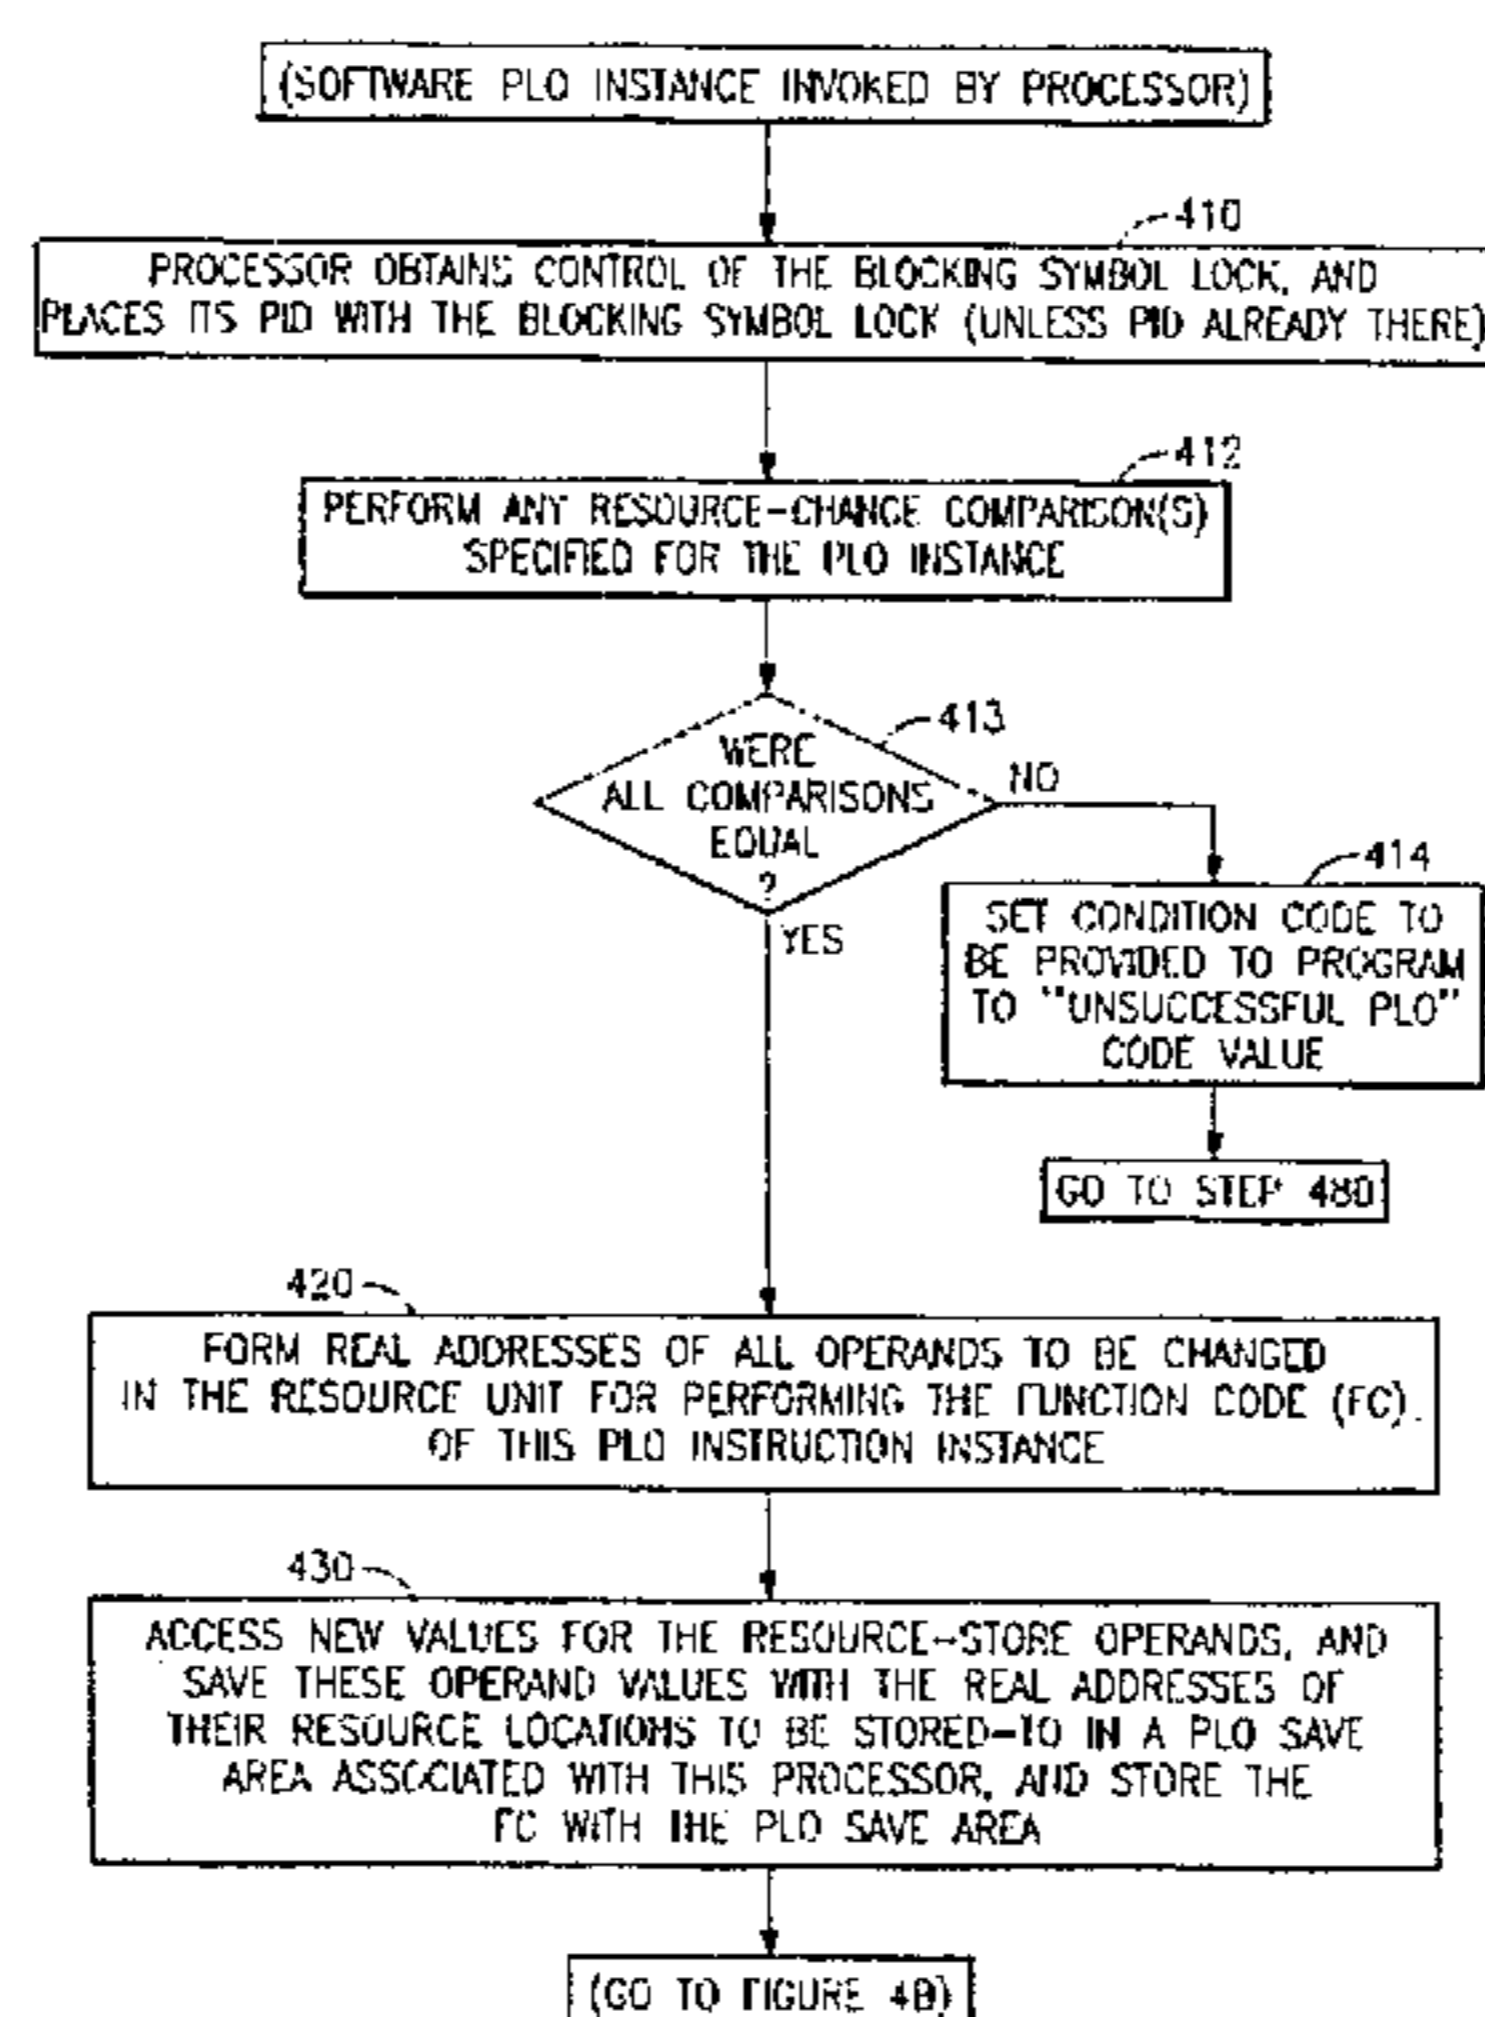 (SOFTWARE PLO INSTANCE INVOKED BY PROCESSOR)
410
PROCESSOR OBTAINS CONTROL OF THE BLOCKING SYMBOL LOCK, AND
PLACES ITS PID WITH THE BLOCKING SYMBOL LOCK (UNLESS PID ALREADY THERE)
412
PERFORM ANY RESOURCE-CHANGE COMPARISON(S)
SPECIFIED FOR THE PLO INSTANCE
413
WERE
ALL COMPARISONS
EQUAL
?
NO
YES
414
SET CONDITION CODE TO
BE PROVIDED TO PROGRAM
TO "UNSUCCESSFUL PLO"
CODE VALUE
GO TO STEP 480
420
FORM REAL ADDRESSES OF ALL OPERANDS TO BE CHANGED
IN THE RESOURCE UNIT FOR PERFORMING THE FUNCTION CODE (FC)
OF THIS PLO INSTRUCTION INSTANCE
430
ACCESS NEW VALUES FOR THE RESOURCE-STORE OPERANDS, AND
SAVE THESE OPERAND VALUES WITH THE REAL ADDRESSES OF
THEIR RESOURCE LOCATIONS TO BE STORED-TO IN A PLO SAVE
AREA ASSOCIATED WITH THIS PROCESSOR, AND STORE THE
FC WITH THE PLO SAVE AREA
(GO TO FIGURE 4B)